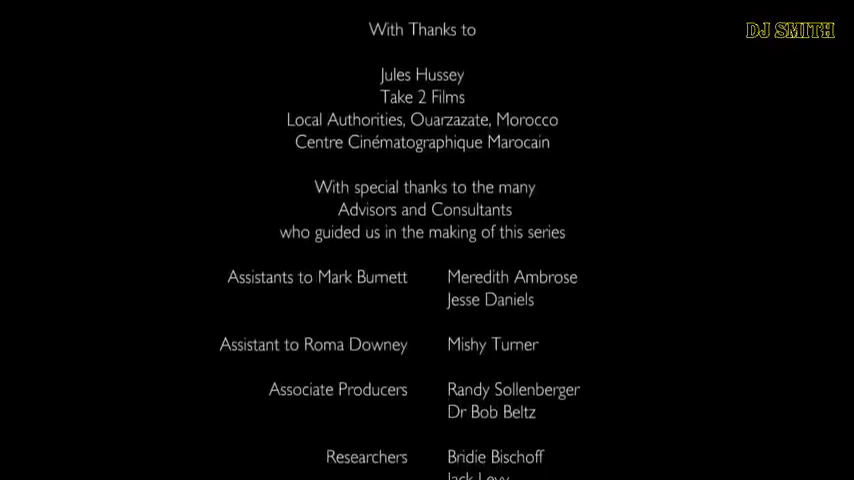 DJ SMITH
With Thanks to
Jules Hussey
Take 2 Films
Local Authorities, Ouarzazate, Morocco
Centre Cinématographique Marocain
With special thanks to the many
Advisors and Consultants
who guided us in the making of this series
Assistants to Mark Burnett Meredith Ambrose
Jesse Daniels
Assistant to Roma Downey Mishy Turner
Associate Producers Randy Sollenberger
Dr Bob Beltz
Researchers Bridie Bischoff
Jack Levy